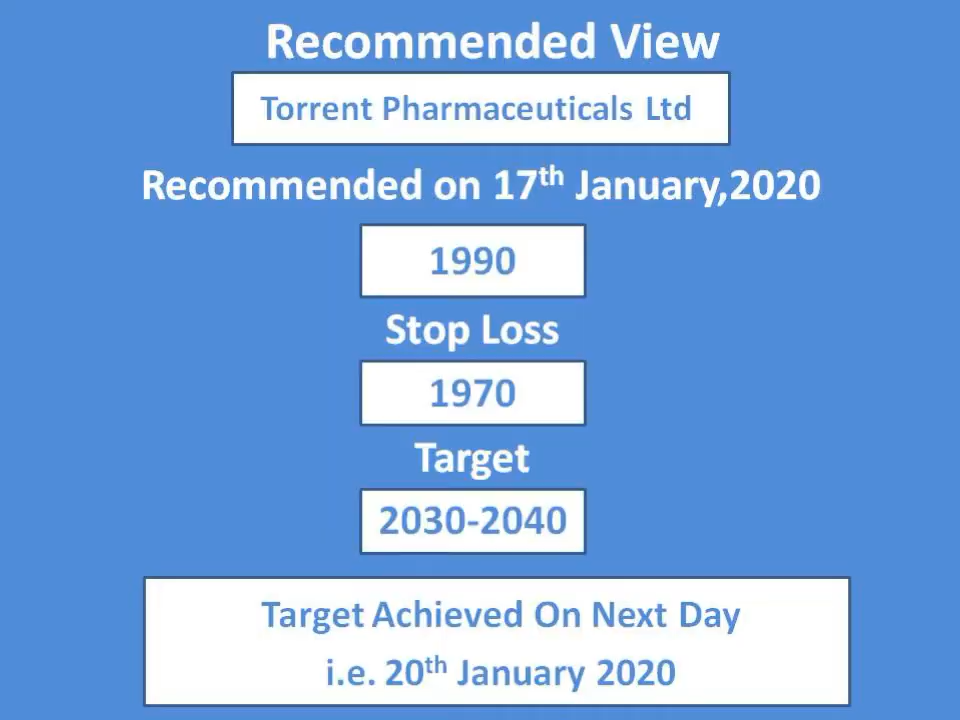 Recommended View
Torrent Pharmaceuticals Ltd
Recommended on 17th January,2020
1990
Stop Loss
1970
Target
2030-2040
Target Achieved On Next Day
i.e. 20th January 2020